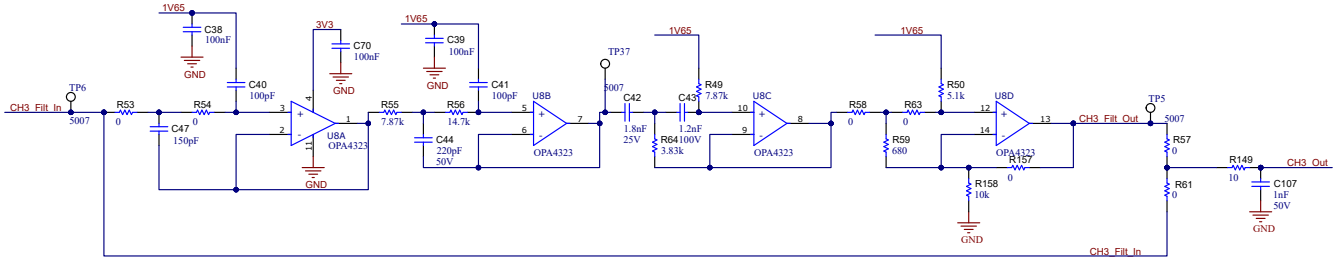 1V65
C38
100nF
GND
C40
100pF
3V3
C70
100nF
GND
1V65
C39
100nF
GND
C41
100pF
TP37
5007
1V65
R49
7.87k
1V65
R50
5.1k
TP6
5007
CH3_Filt_In
R53
0
R54
0
C47
150pF
3
2
4
11
1
+
-
U8A
OPA4323
GND
R55
7.87k
R56
14.7k
C44
220pF
50V
5
6
7
+
-
U8B
OPA4323
C42
1.8nF
25V
C43
1.2nF
100V
R64
3.83k
10
9
8
+
-
U8C
OPA4323
R58
0
R63
0
R59
680
12
14
13
+
-
U8D
OPA4323
R157
0
R158
10k
GND
CH3_Filt_Out
TP5
5007
R57
0
R61
0
R149
10
CH3_Out
C107
1nF
50V
GND
CH3_Filt_In